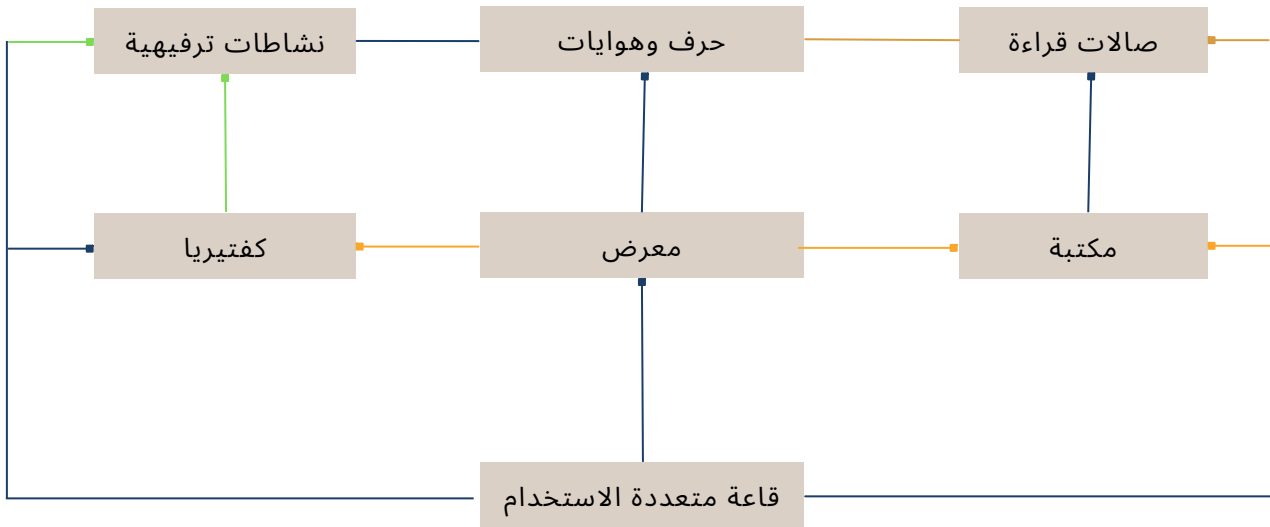 صالات قراءة
حرف وهوايات
نشاطات ترفيهية
مكتبة
معرض
كفتيريا
قاعة متعددة الاستخدام